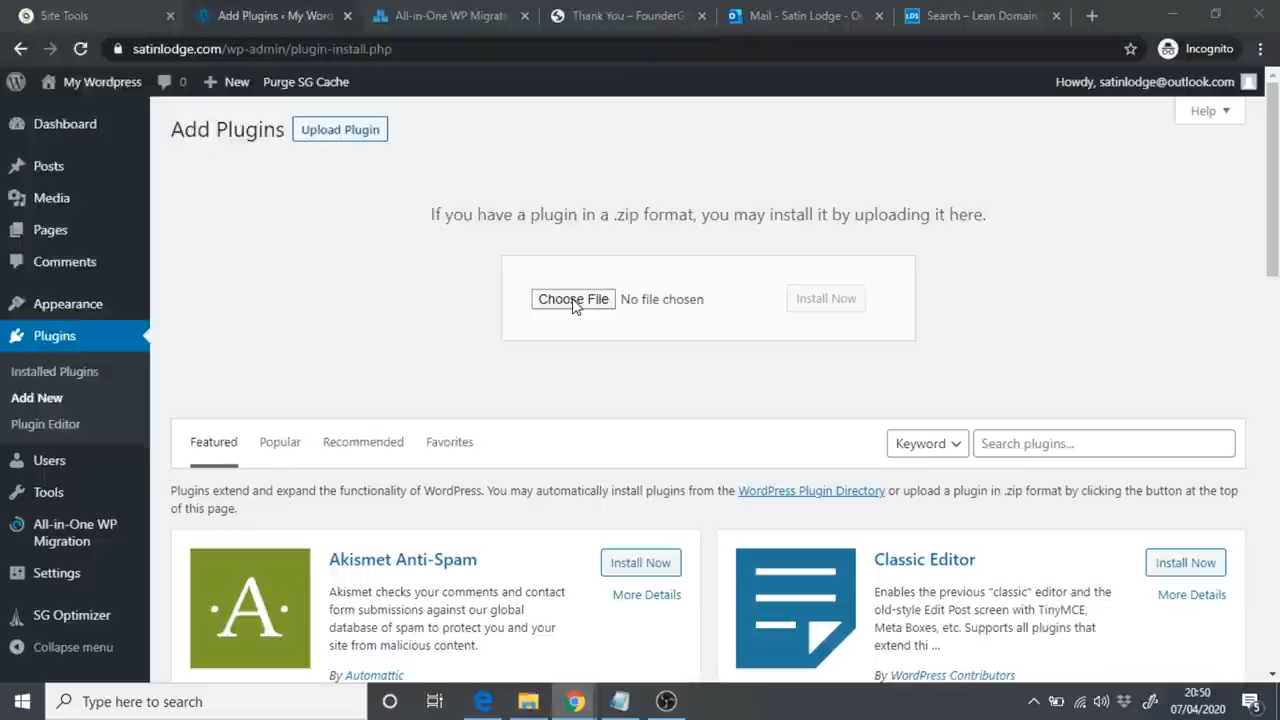 Site Tools
Add Plugins ‹ My Word
All-in-One WP Migrat
Thank You – FounderG
Mail - Satin Lodge - Ou
LDS
Search – Lean Domain
satinlodge.com/wp-admin/plugin-install.php
Incognito
My Wordpress
0
New
Purge SG Cache
Howdy, satinlodge@outlook.com
Dashboard
Posts
Media
Pages
Comments
Appearance
Plugins
Installed Plugins
Add New
Plugin Editor
Users
Tools
All-in-One WP
Migration
Settings
SG Optimizer
Collapse menu
Help
Add Plugins
Upload Plugin
If you have a plugin in a .zip format, you may install it by uploading it here.
Choose File
No file chosen
Install Now
Featured
Popular
Recommended
Favorites
Keyword
Search plugins...
Plugins extend and expand the functionality of WordPress. You may automatically install plugins from the WordPress Plugin Directory or upload a plugin in .zip format by clicking the button at the top
of this page.
A
Akismet Anti-Spam
Install Now
More Details
Akismet checks your comments and contact
form submissions against our global
database of spam to protect you and your
site from malicious content.
By Automattic
Classic Editor
Install Now
More Details
Enables the previous "classic" editor and the
old-style Edit Post screen with TinyMCE,
Meta Boxes, etc. Supports all plugins that
extend thi ...
By WordPress Contributors
Type here to search
20:50
07/04/2020
5